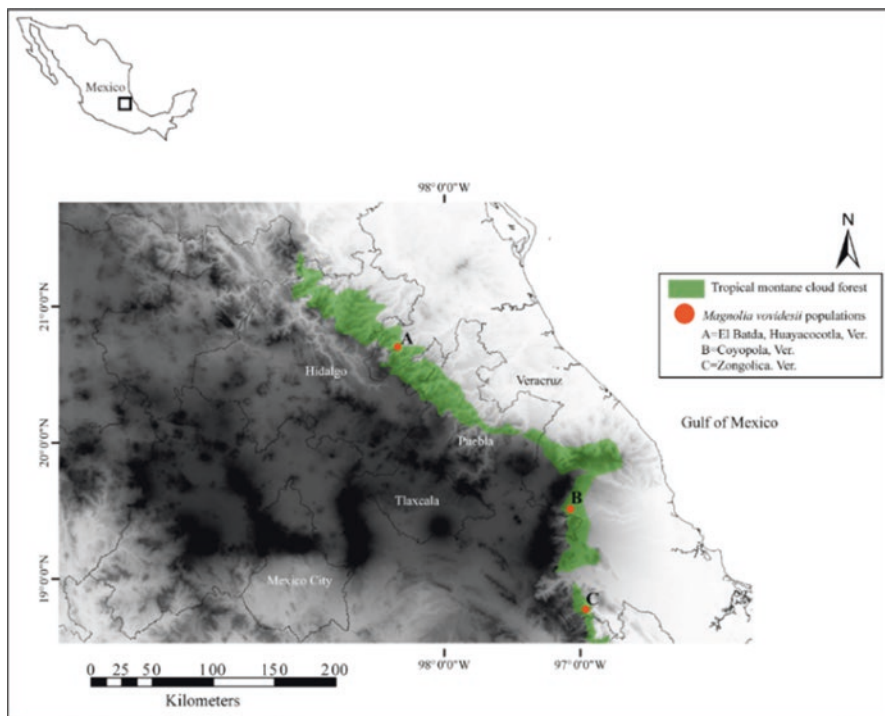 Mexico
98°0'0"W
N
Tropical montane cloud forest
Magnolia vovidesii populations
A=El Batda, Huayacocotla, Ver.
B=Coyopola, Ver.
C=Zongolica. Ver.
21°0'0"N
A
Hidalgo
Veracruz
Gulf of Mexico
20°0'0"N
Puebla
B
Tlaxcala
19°0'0"N
Mexico City
C
98°0'0"W
97°0'0"W
0 25 50 100 150 200
Kilometers